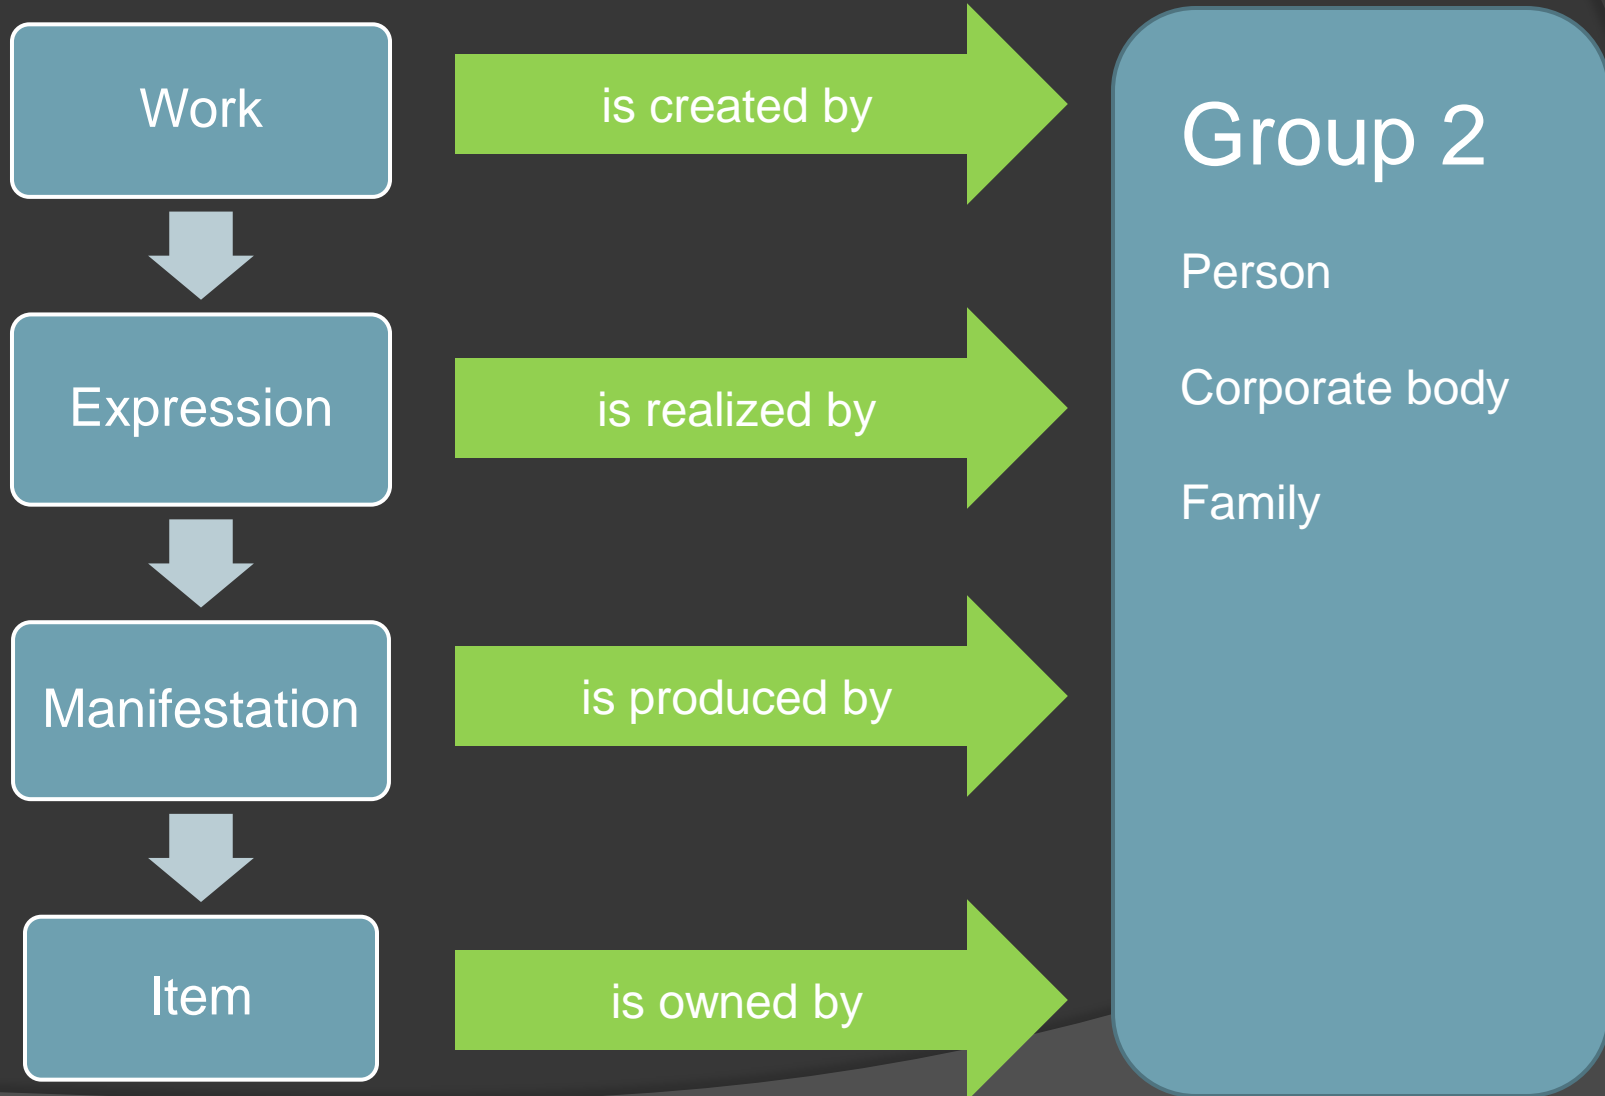 Work
is created by
Expression
is realized by
Manifestation
is produced by
Item
is owned by
Group 2
Person
Corporate body
Family